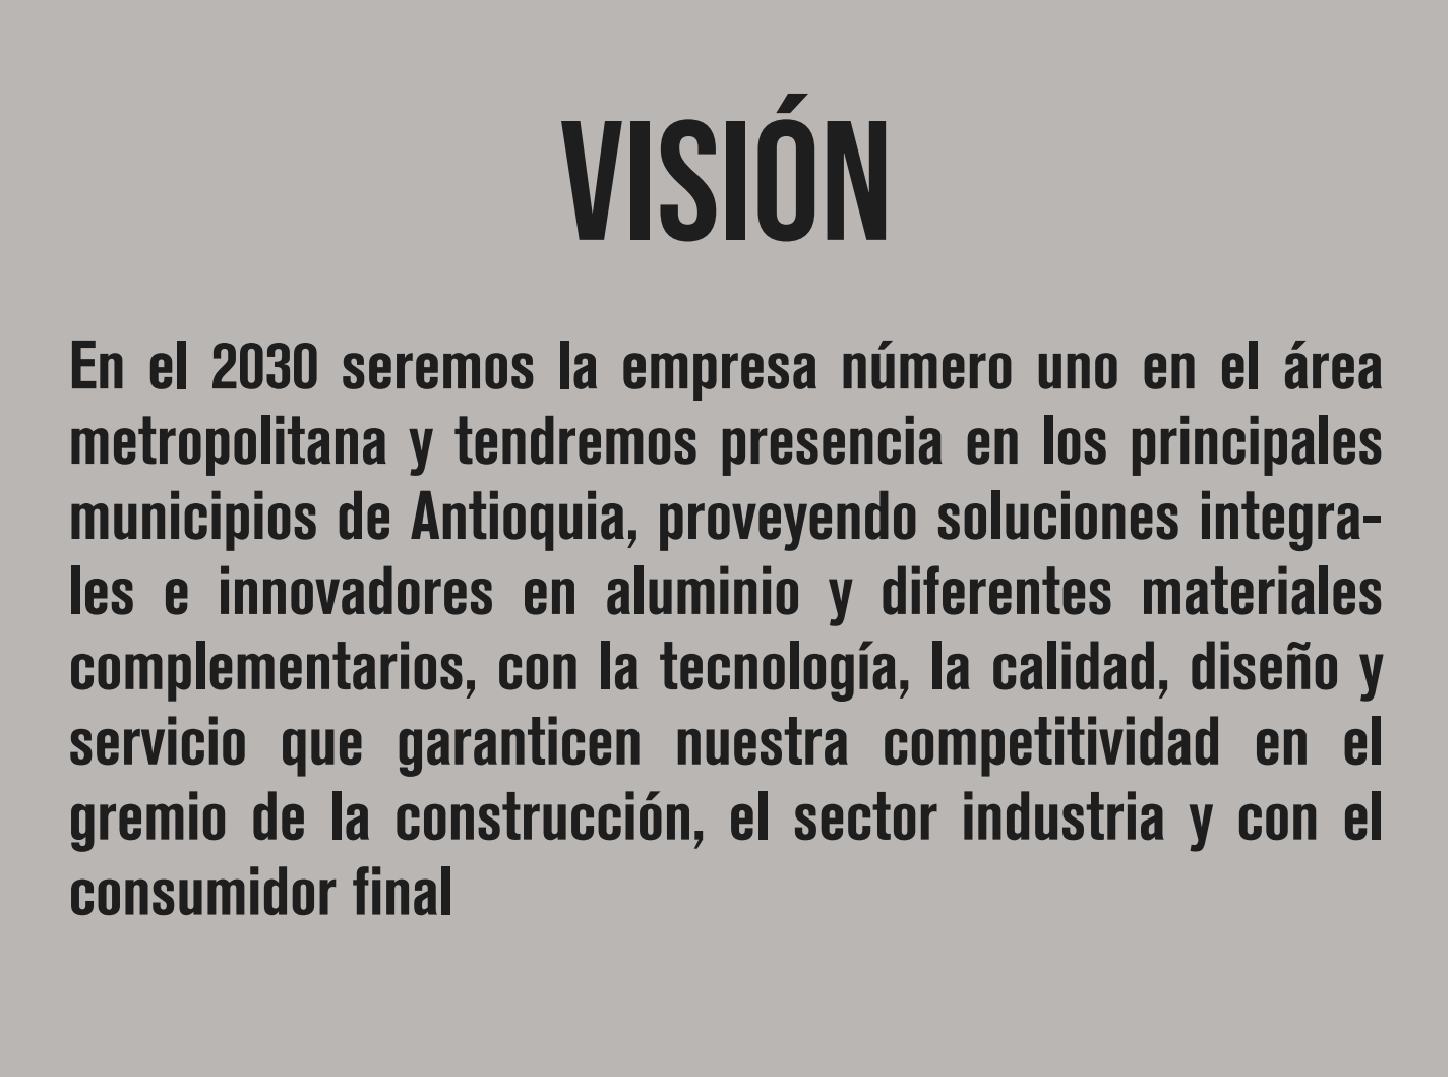 VISIÓN
En el 2030 seremos la empresa número uno en el área
metropolitana y tendremos presencia en los principales
municipios de Antioquia, proveyendo soluciones integra-
les e innovadores en aluminio y diferentes materiales
complementarios, con la tecnología, la calidad, diseño y
servicio que garanticen nuestra competitividad en el
gremio de la construcción, el sector industria y con el
consumidor final